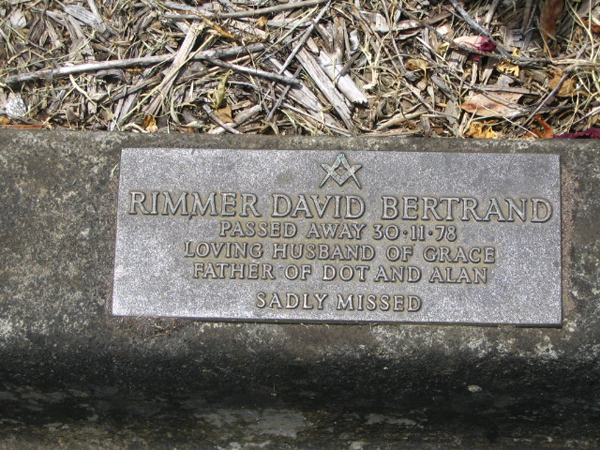 RIMMER DAVID BERTRAND
PASSED AWAY 30·11·78
LOVING HUSBAND OF GRACE
FATHER OF DOT AND ALAN
SADLY MISSED